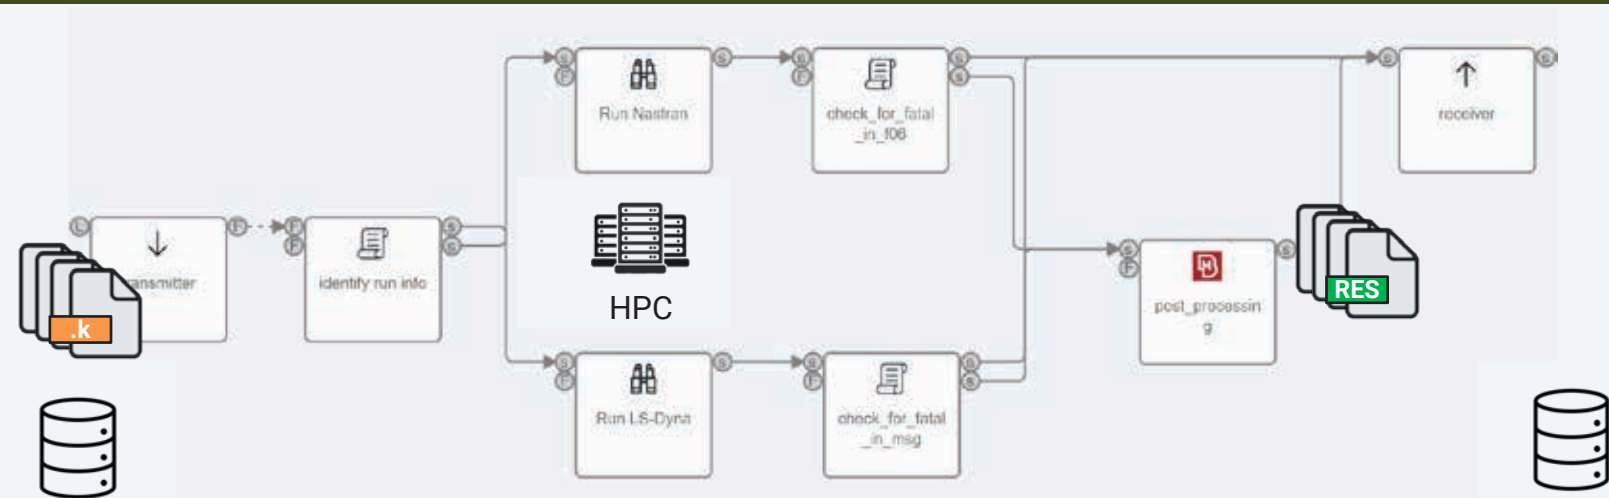 Run Nastran
check_for_fatal
_in_f06
receiver
ansmitter
.k
identify run info
HPC
post_processin
g
RES
Run LS-Dyna
check_for_fatal
_in_msg